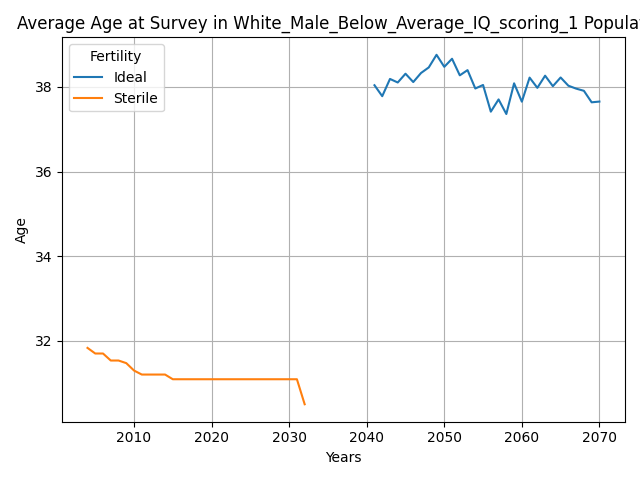 Average Age at Survey in White_Male_Below_Average_IQ_scoring_1 Popula
Fertility
Ideal
Sterile
Age
38
36
34
32
2010 2020 2030 2040 2050 2060 2070
Years